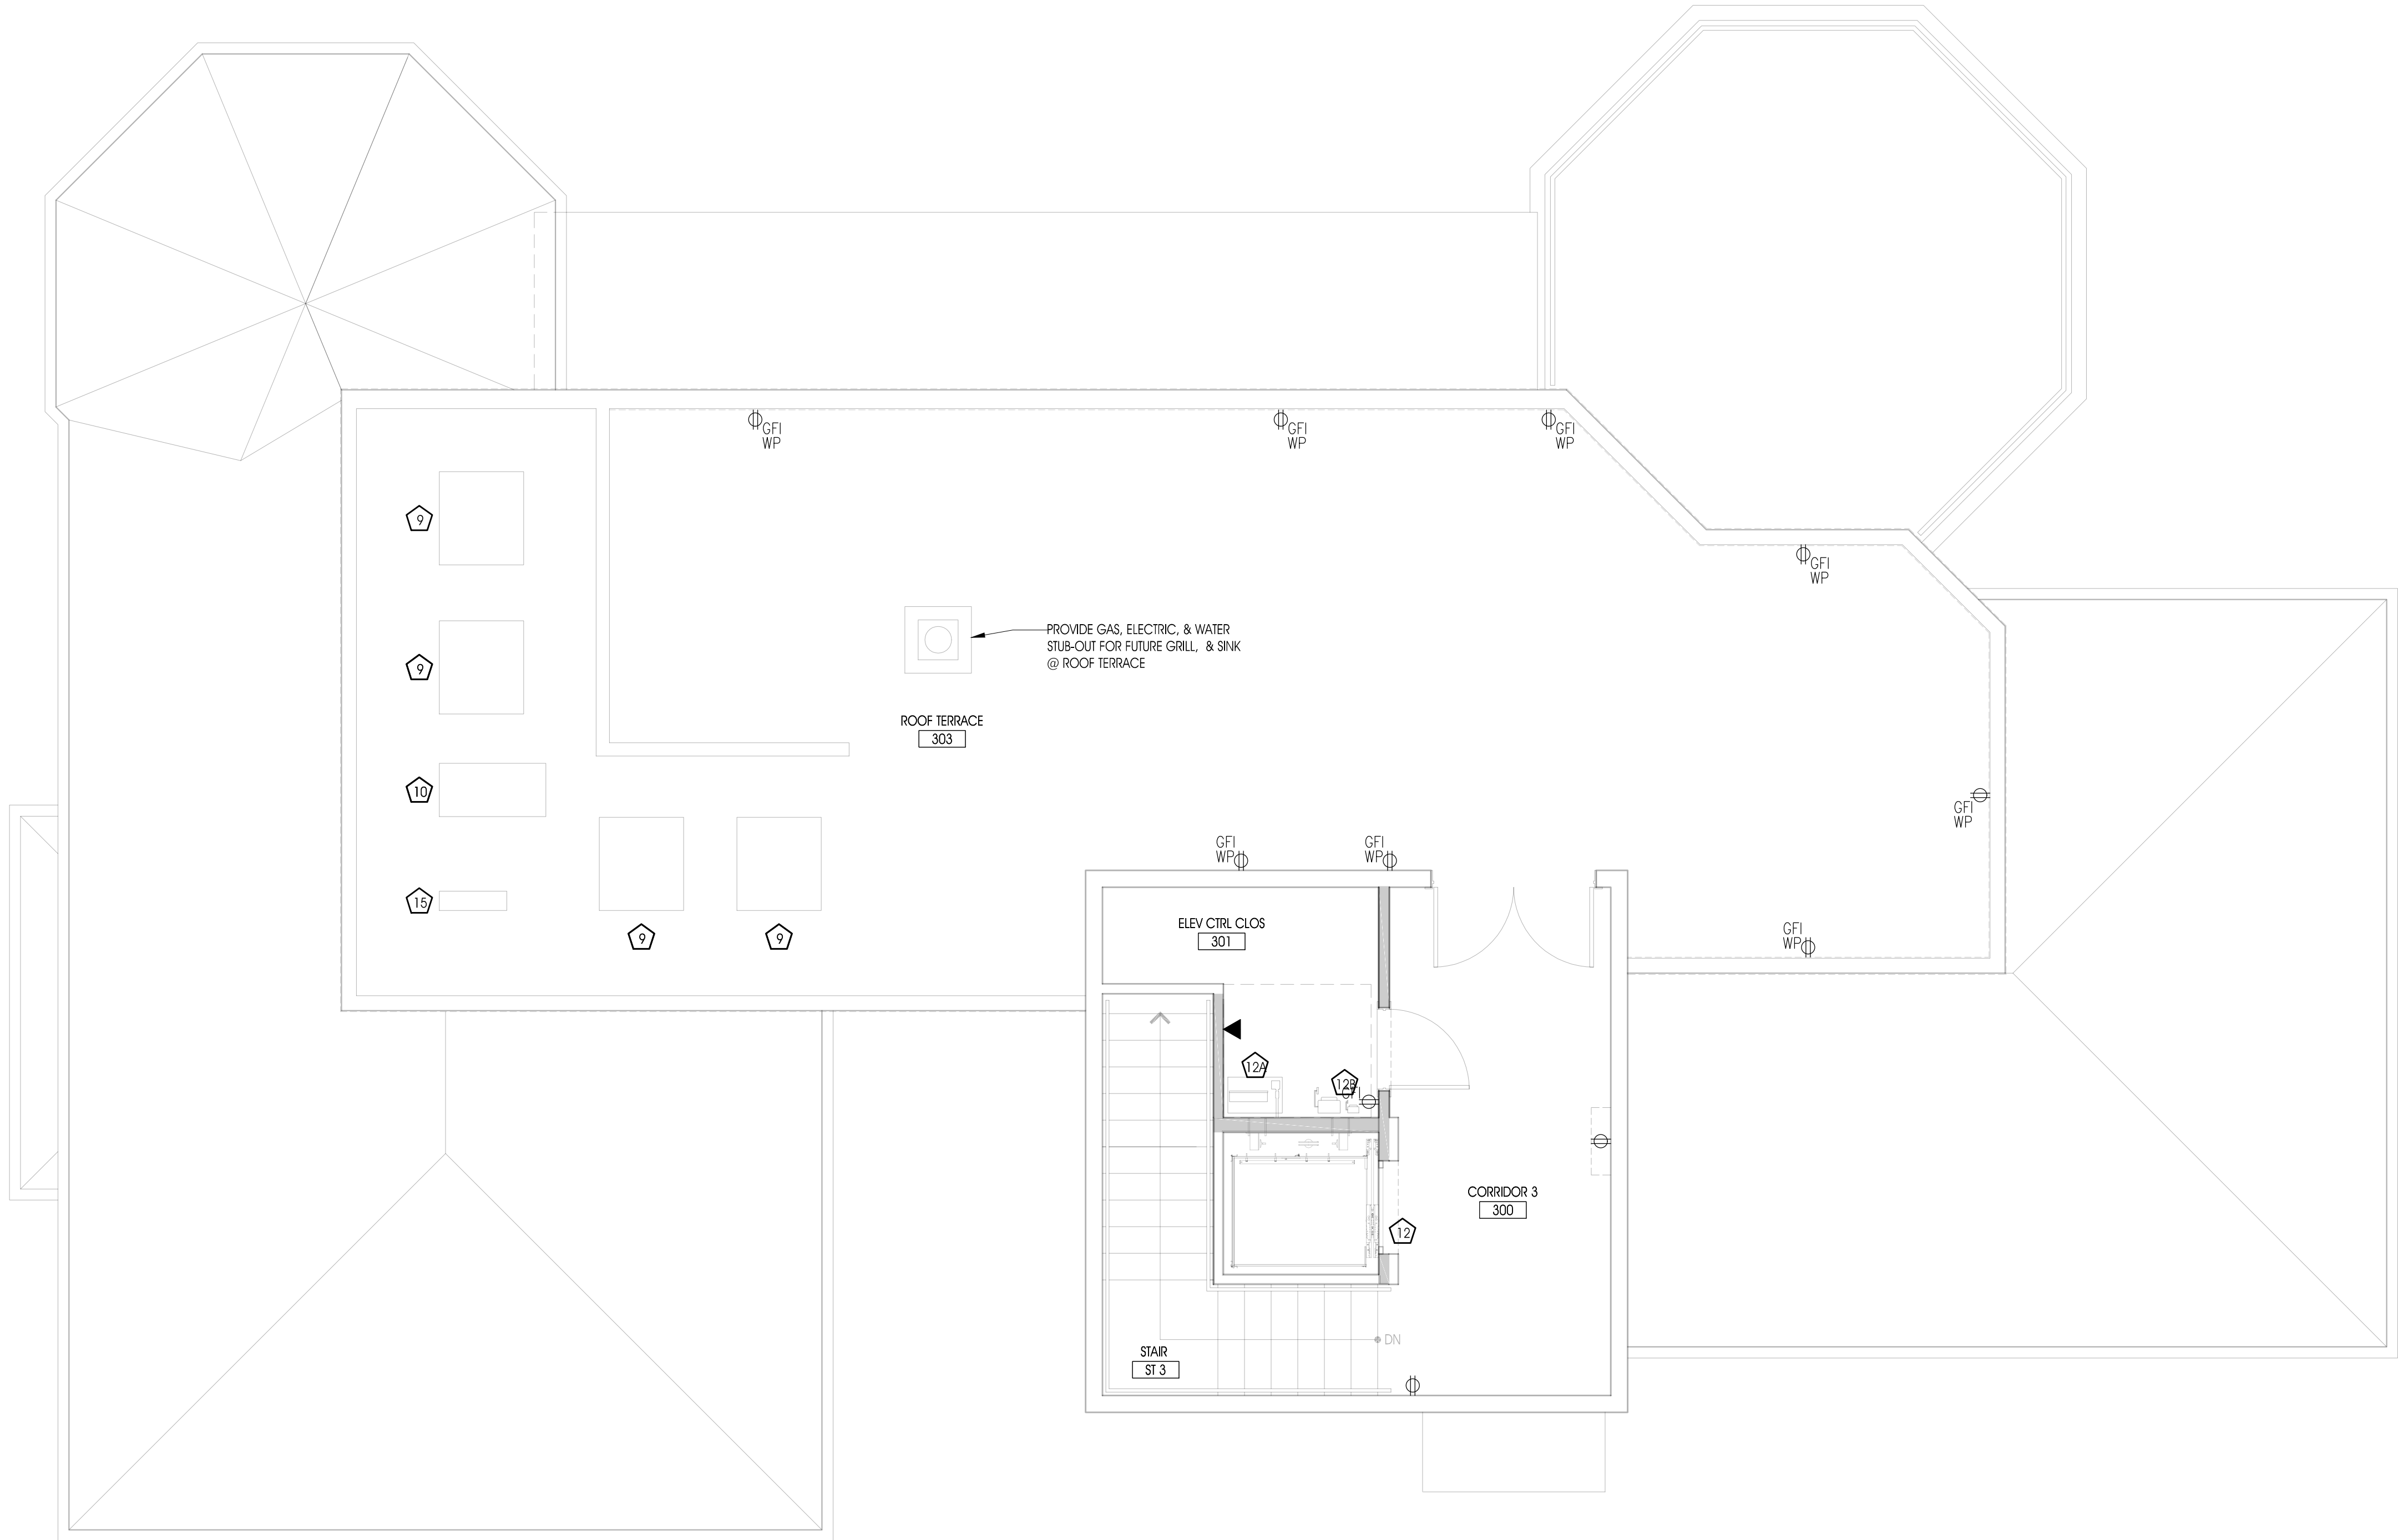 GFI
WP
GFI
WP
GFI
WP
9
GFI
WP
PROVIDE GAS, ELECTRIC, & WATER
STUB-OUT FOR FUTURE GRILL, & SINK
@ ROOF TERRACE
9
ROOF TERRACE
303
10
GFI
WP
GFI
WP
GFI
WP
15
9
9
ELEV CTRL CLOS
301
GFI
WP
12A
12B
GFI
CORRIDOR 3
300
12
DN
STAIR
ST 3